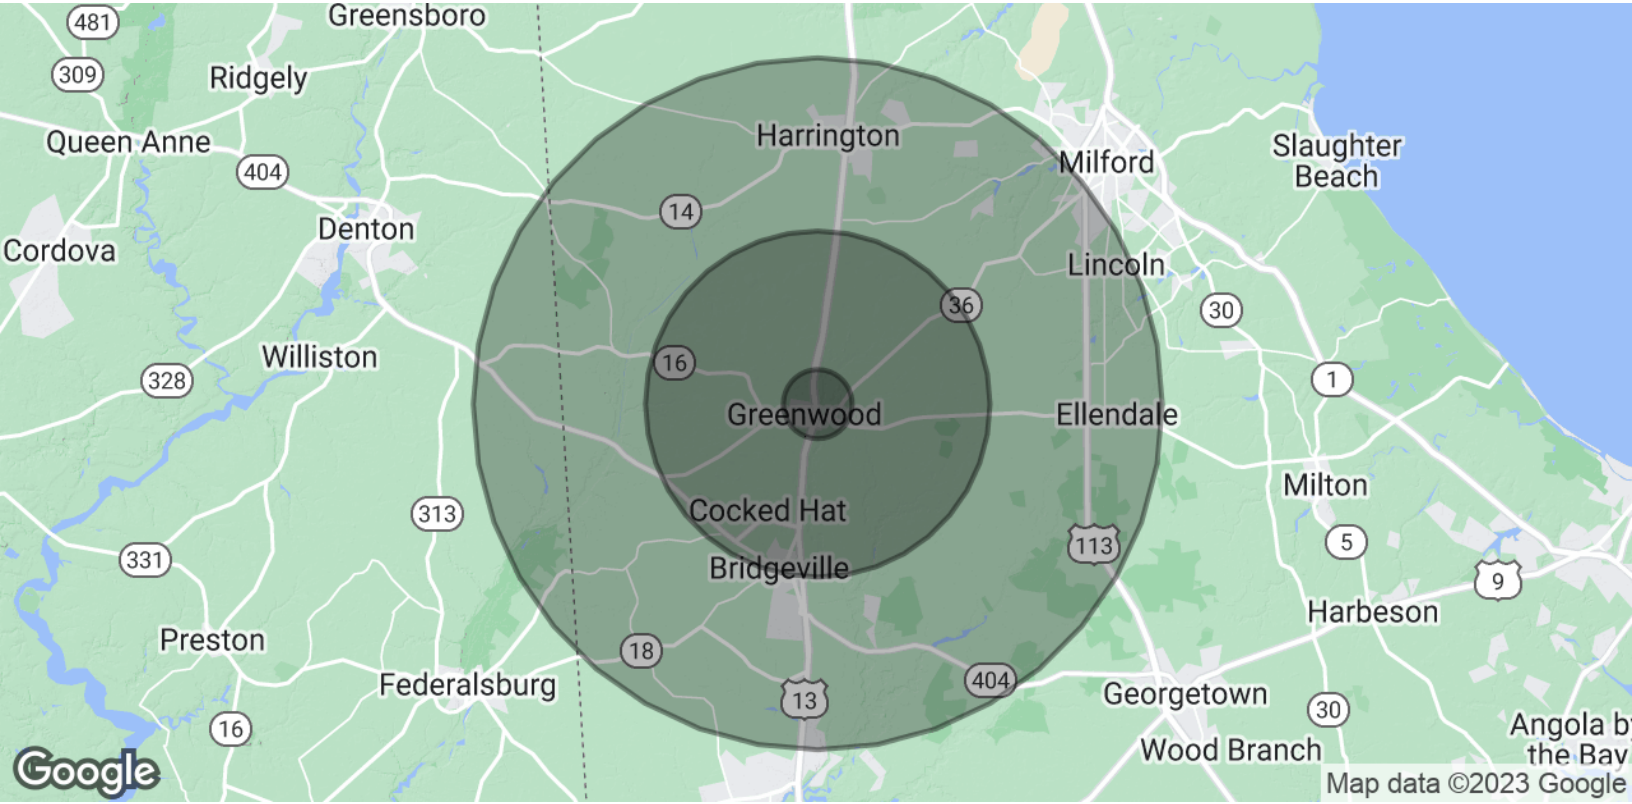 481
Greensboro
309
Ridgely
Harrington
Queen Anne
Milford
Slaughter
Beach
404
14
Denton
Cordova
Lincoln
36
30
Williston
16
328
1
Greenwood
Ellendale
Milton
313
Cocked Hat
113
5
331
Bridgeville
9
Harbeson
Preston
18
Federalsburg
404
Georgetown
13
16
30
Angola by
the Bay
Wood Branch
Google
Map data ©2023 Google